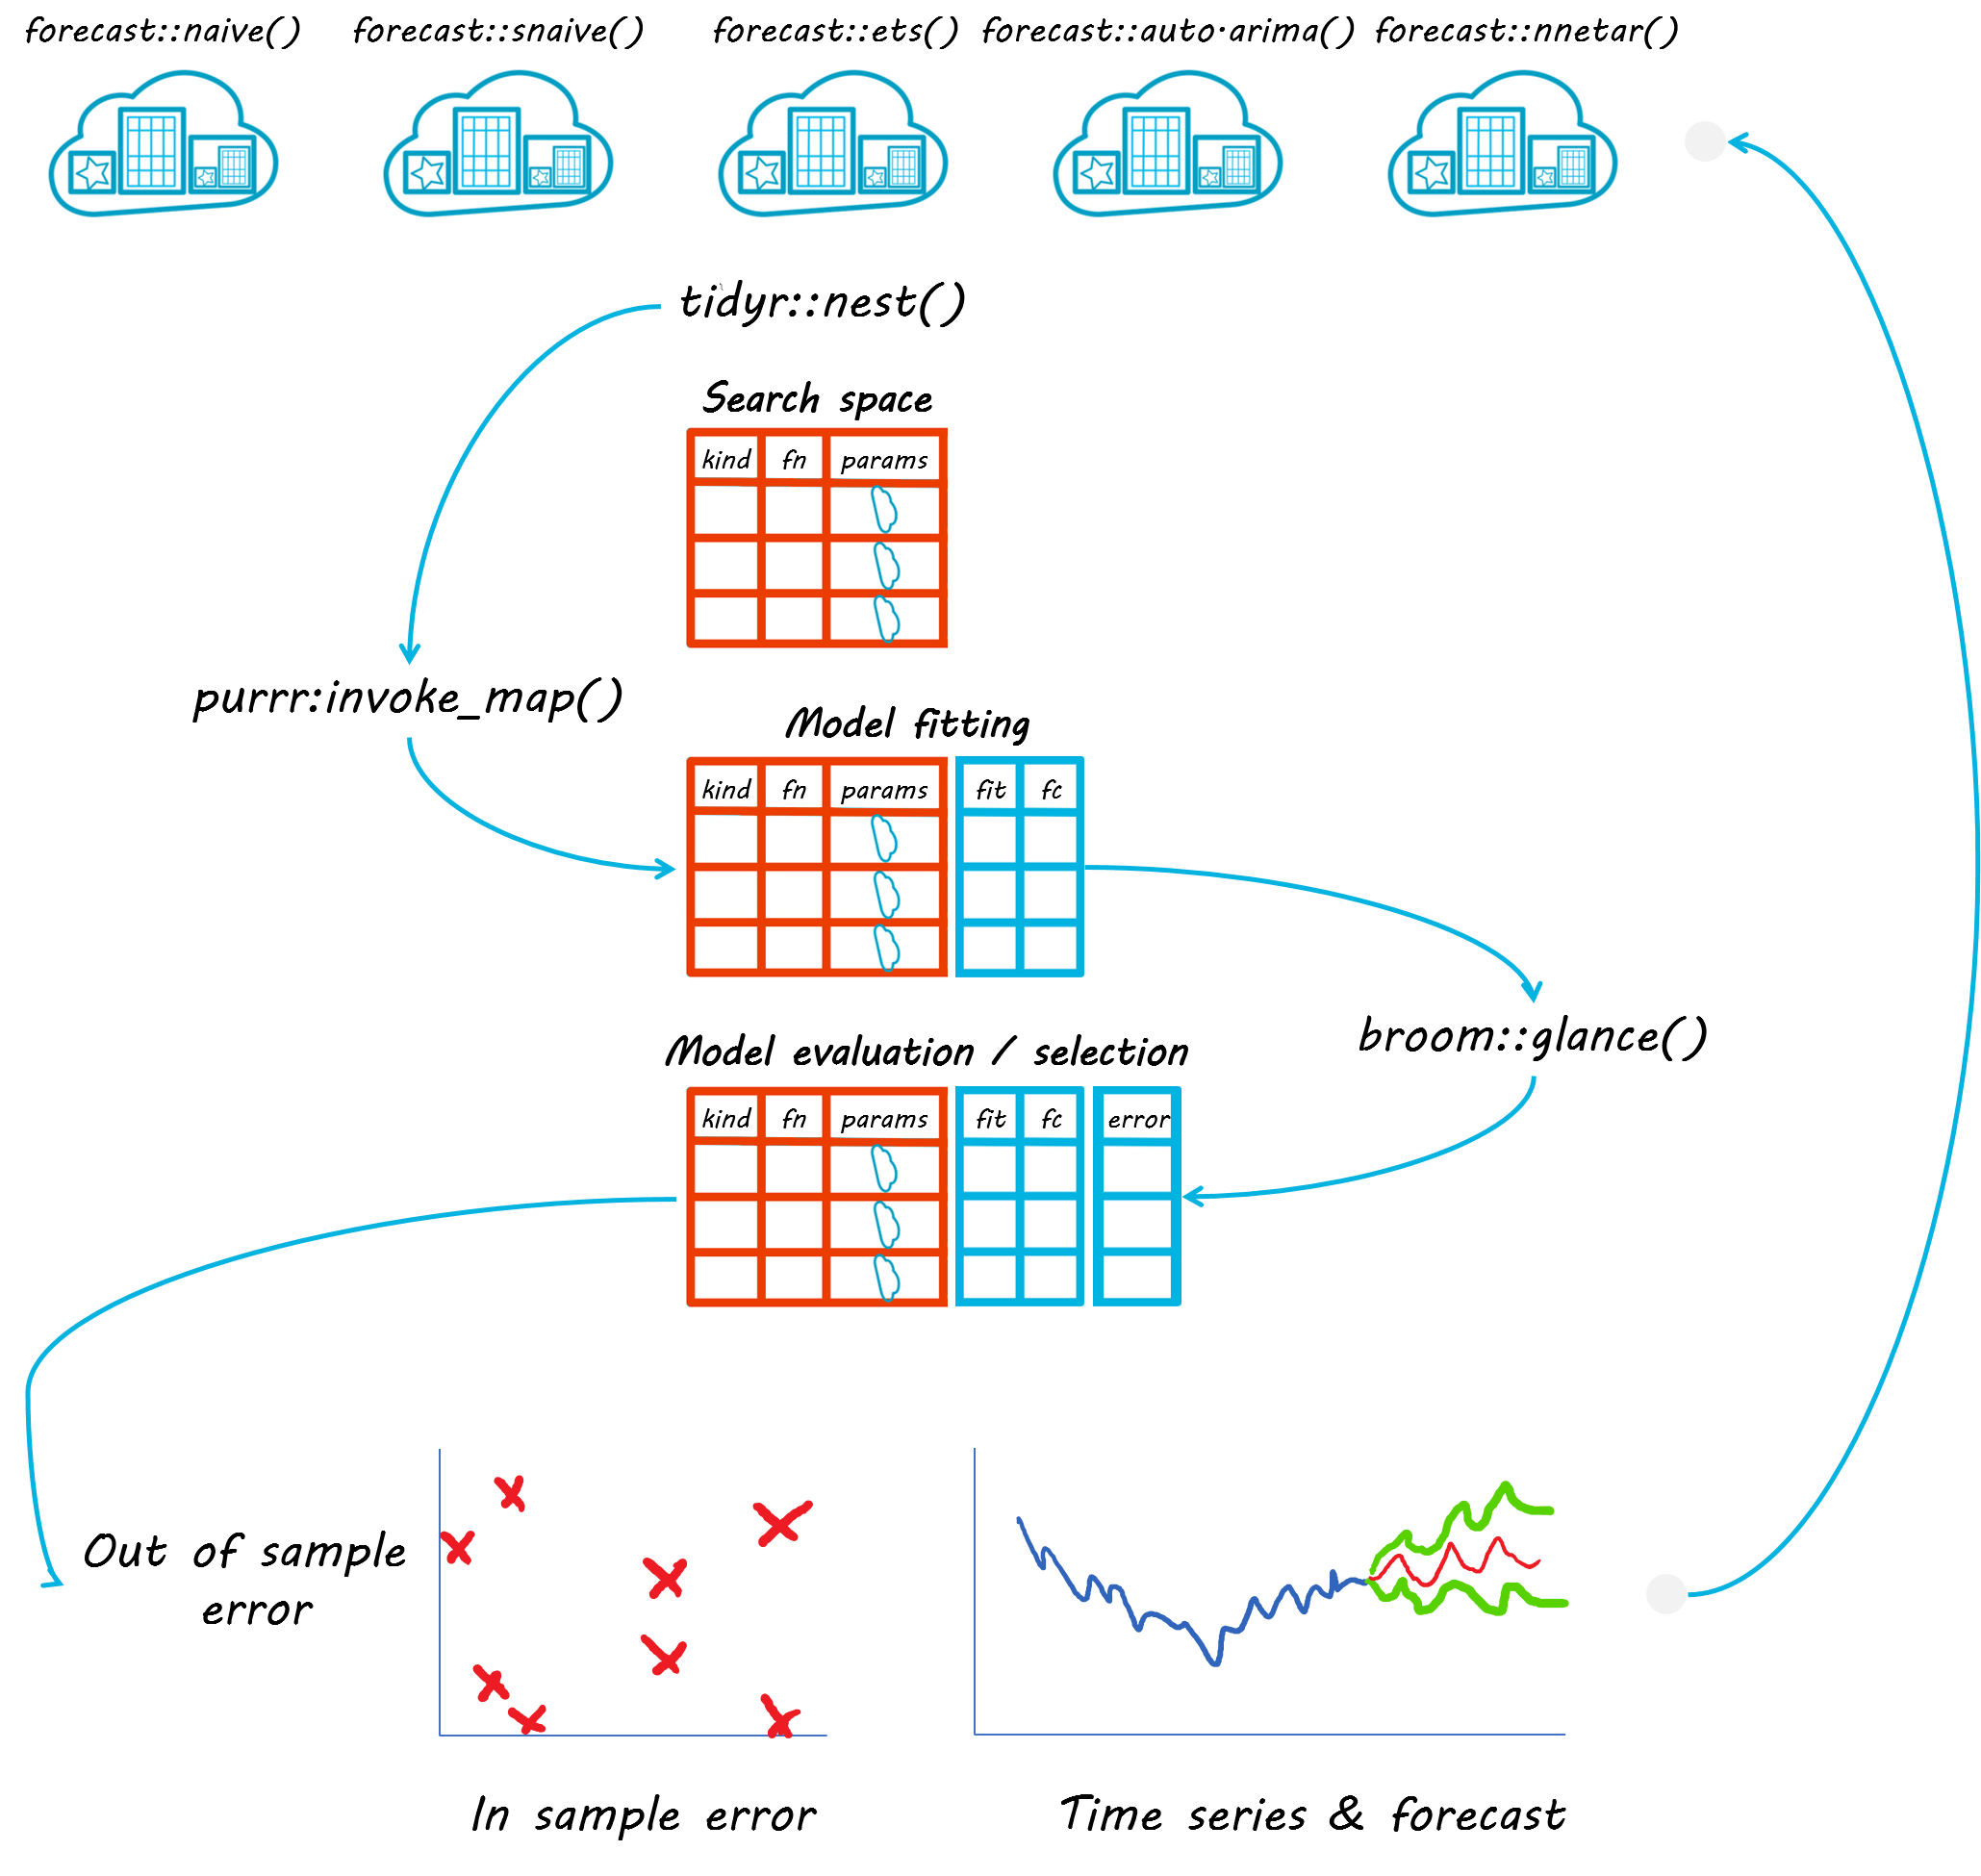 forecast::naive() forecast::snaive() forecast::ets() forecast::auto.arima() forecast::nnetar()
tidyr::nest()
Search space
kind fn params
purrr:invoke_map()
Model fitting
kind fn params fit fc
broom::glance()
Model evaluation / selection
kind fn params fit fc error
Out of sample
error
In sample error
Time series & forecast